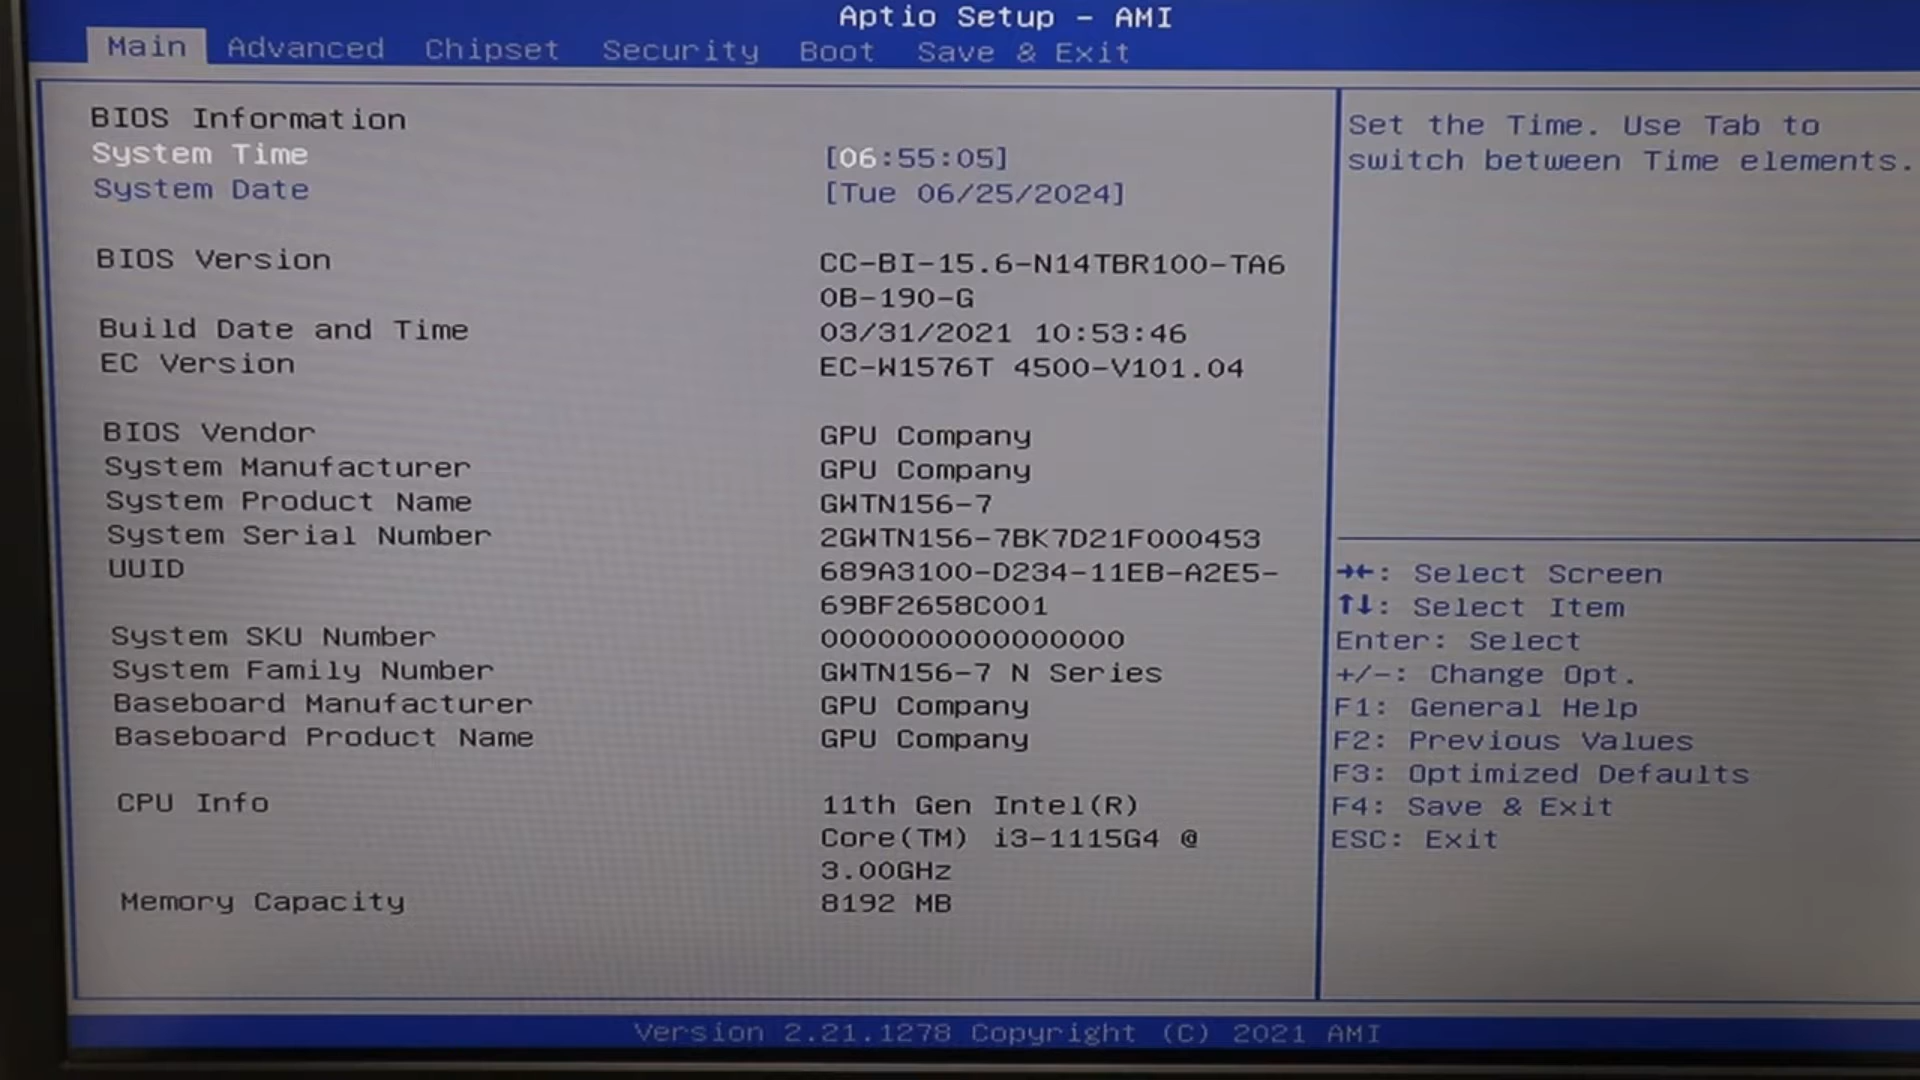 Aptio Setup – AMI
Main Advanced Chipset Security Boot Save & Exit
BIOS Information
System Time [06:55:05]
System Date [Tue 06/25/2024]
BIOS Version CC-BI-15.6-N14TBR100-TA6
0B-190-G
Build Date and Time 03/31/2021 10:53:46
EC Version EC-W1576T 4500-V101.04
BIOS Vendor GPU Company
System Manufacturer GPU Company
System Product Name GWTN156-7
System Serial Number 2GWTN156-7BK7D21F000453
UUID 689A3100-D234-11EB-A2E5-
69BF2658C001
System SKU Number 0000000000000000
System Family Number GWTN156-7 N Series
Baseboard Manufacturer GPU Company
Baseboard Product Name GPU Company
CPU Info 11th Gen Intel(R)
Core(TM) i3-1115G4 @
3.00GHz
Memory Capacity 8192 MB
Set the Time. Use Tab to
switch between Time elements.
→←: Select Screen
↑↓: Select Item
Enter: Select
+/-: Change Opt.
F1: General Help
F2: Previous Values
F3: Optimized Defaults
F4: Save & Exit
ESC: Exit
Version 2.21.1278 Copyright (C) 2021 AMI